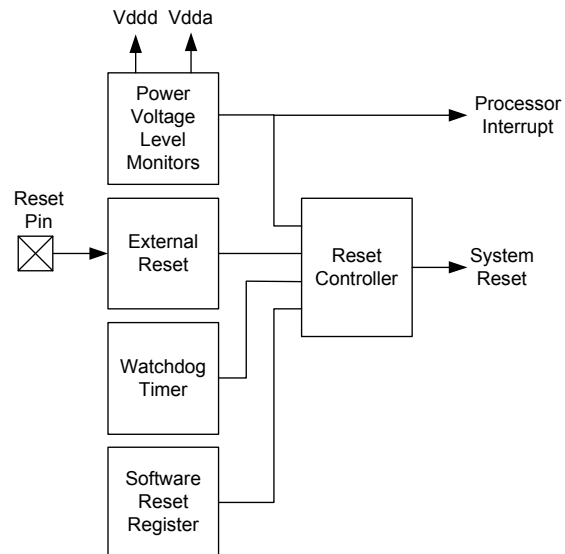 Vddd
Vdda
Power
Voltage
Level
Monitors
Processor
Interrupt
Reset
Pin
External
Reset
Reset
Controller
System
Reset
Watchdog
Timer
Software
Reset
Register